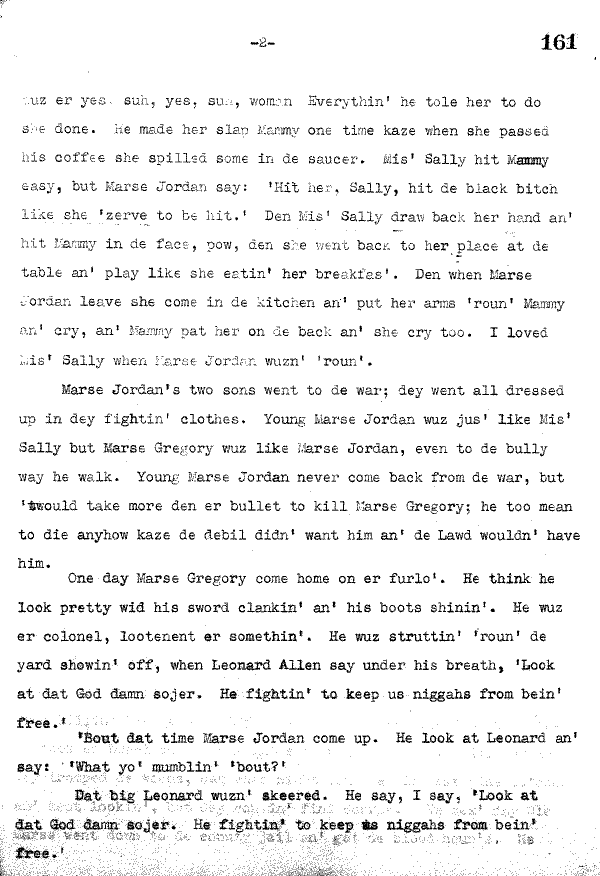 -2- 161
wuz er yes, suh, yes, suh, woman Everythin' he tole her to do
she done. He made her slap Mammy one time kaze when she passed
his coffee she spilled some in de saucer. Mis' Sally hit Mammy
easy, but Marse Jordan say: 'Hit her, Sally, hit de black bitch
like she 'zerve to be hit.' Den Mis' Sally draw back her hand an'
hit Mammy in de face, pow, den she went back to her place at de
table an' play like she eatin' her breakfas'. Den when Marse
Jordan leave she come in de kitchen an' put her arms 'roun' Mammy
an' cry, an' Mammy pat her on de back an' she cry too. I loved
Mis' Sally when Marse Jordan wuzn' 'roun'.
Marse Jordan's two sons went to de war; dey went all dressed
up in dey fightin' clothes. Young Marse Jordan wuz jus' like Mis'
Sally but Marse Gregory wuz like Marse Jordan, even to de bully
way he walk. Young Marse Jordan never come back from de war, but
'twould take more den er bullet to kill Marse Gregory; he too mean
to die anyhow kaze de debil didn' want him an' de Lawd wouldn' have
him.
One day Marse Gregory come home on er furlo'. He think he
look pretty wid his sword clankin' an' his boots shinin'. He wuz
er colonel, lootenent er somethin'. He wuz struttin' 'roun' de
yard showin' off, when Leonard Allen say under his breath, 'Look
at dat God damn sojer. He fightin' to keep us niggahs from bein'
free.'
'Bout dat time Marse Jordan come up. He look at Leonard an'
say: 'What yo' mumblin' 'bout?'
Dat big Leonard wuzn' skeered. He say, I say, 'Look at
dat God damn sojer. He fightin' to keep us niggahs from bein'
free.'